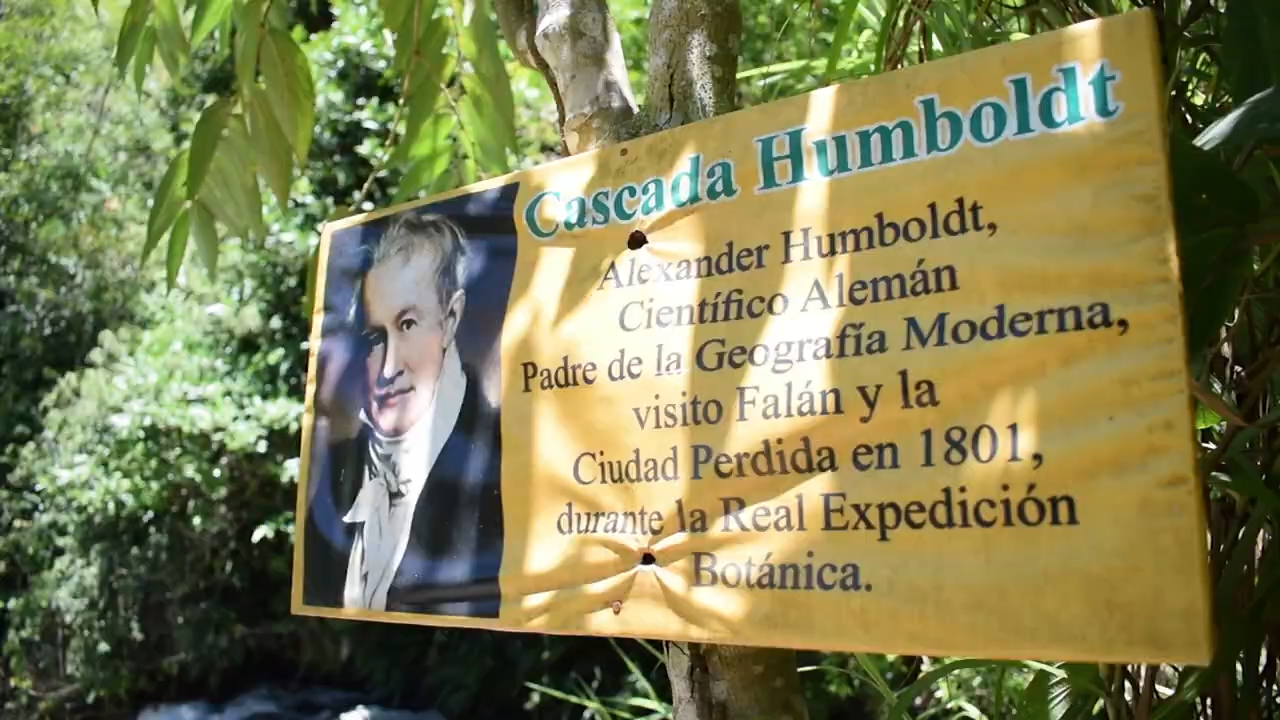 Cascada Humboldt
Alexander Humboldt,
Científico Alemán
Padre de la Geografía Moderna,
visito Falán y la
Ciudad Perdida en 1801,
durante la Real Expedición
Botánica.